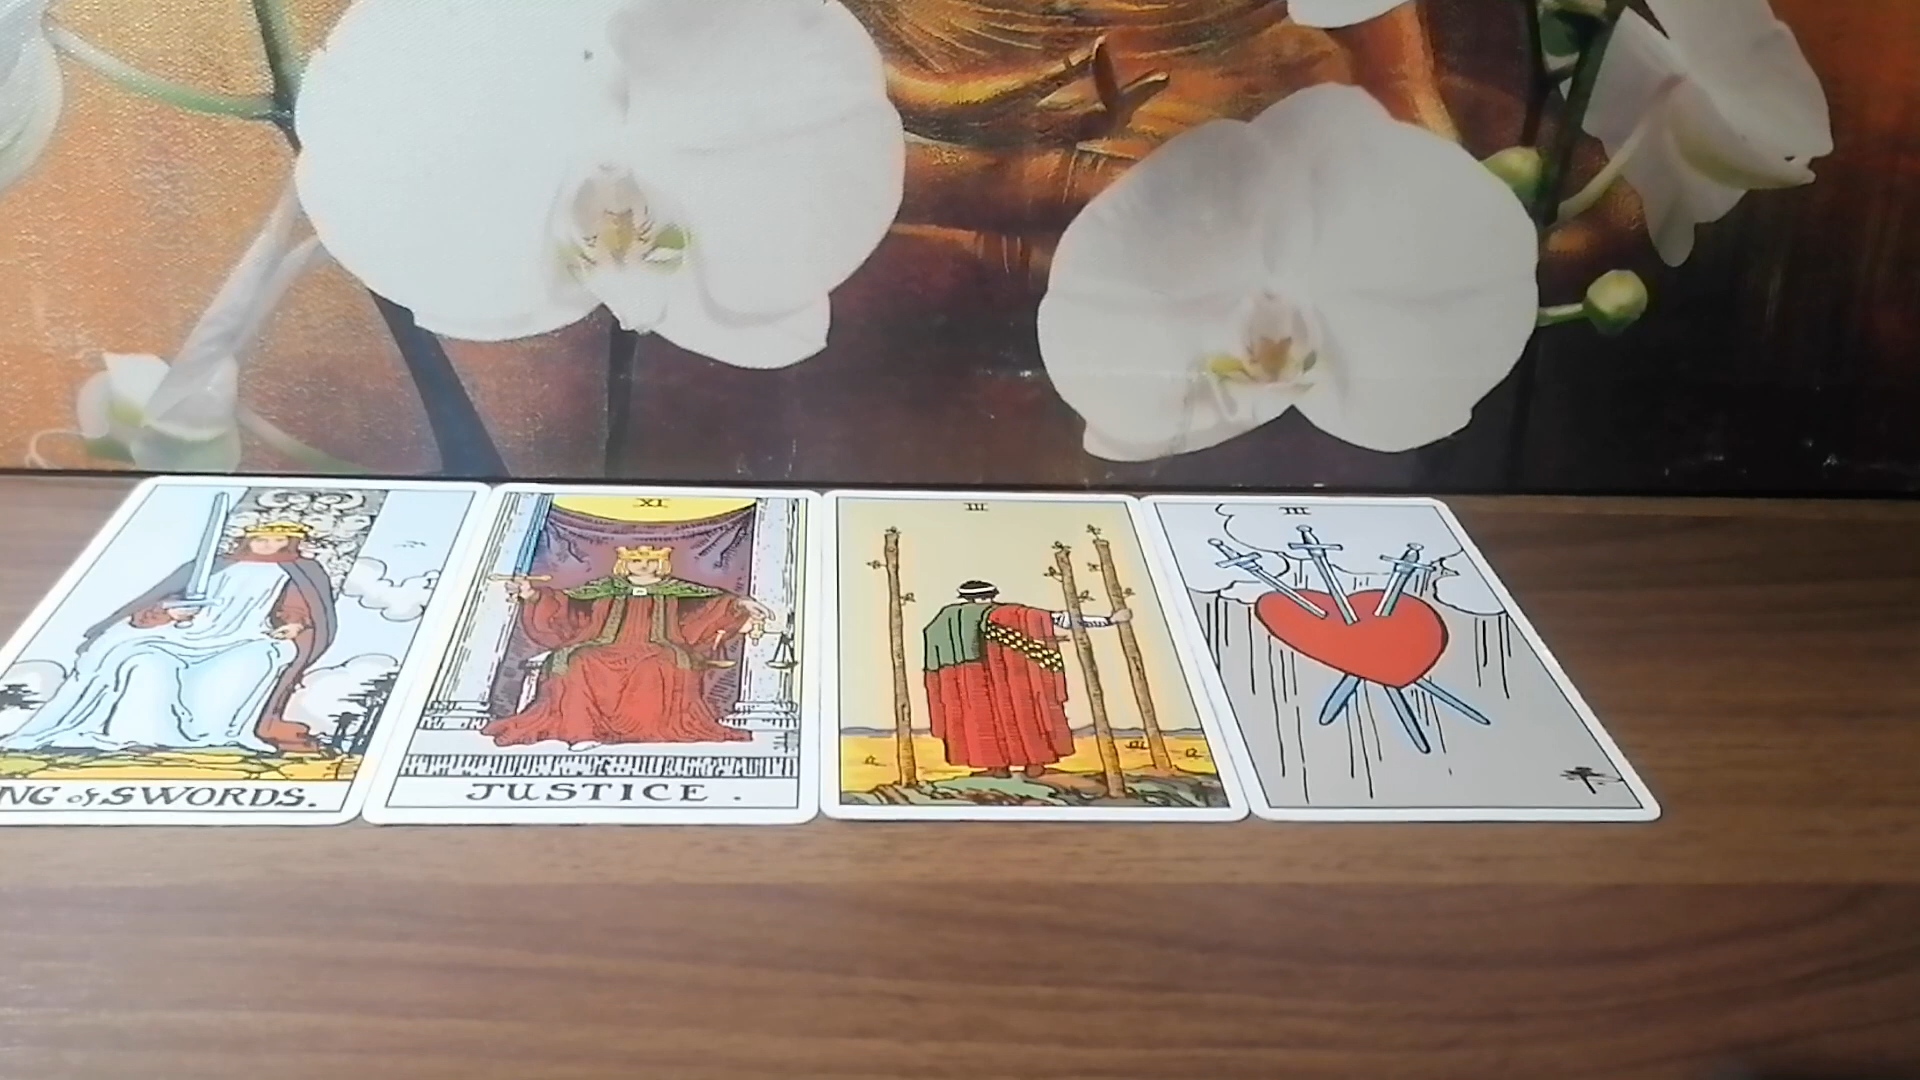 NG of SWORDS.
XI
JUSTICE.
III
III